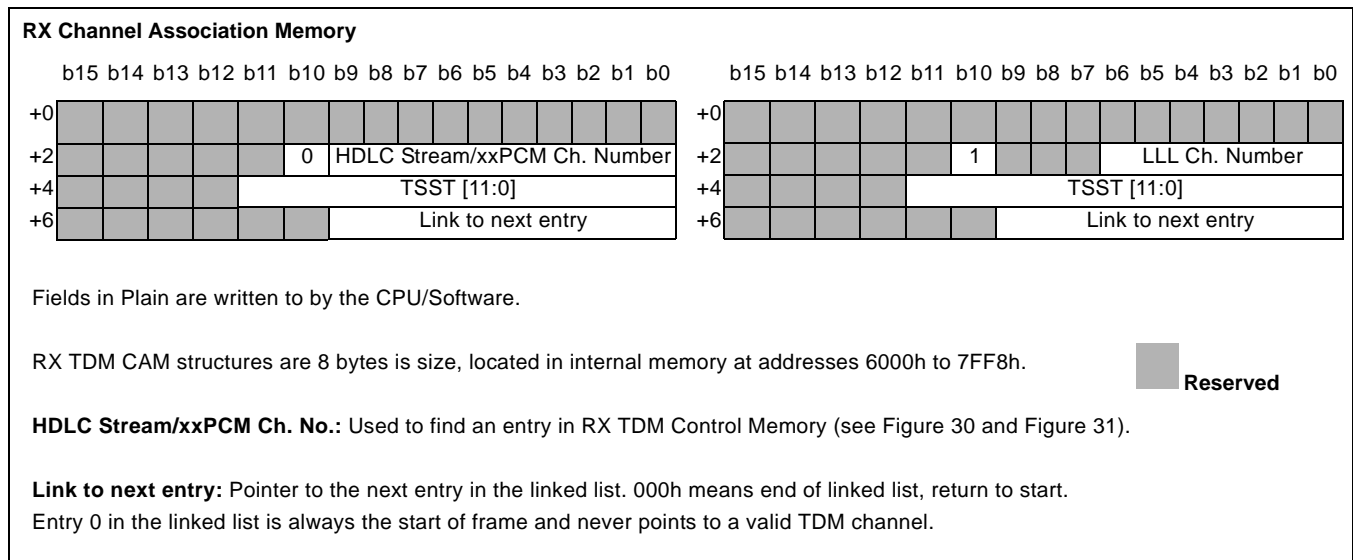 RX Channel Association Memory
b15 b14 b13 b12 b11 b10 b9 b8 b7 b6 b5 b4 b3 b2 b1 b0 b15 b14 b13 b12 b11 b10 b9 b8 b7 b6 b5 b4 b3 b2 b1 b0
+0 +0
+2 0 HDLC Stream/xxPCM Ch. Number +2 1 LLL Ch. Number
+4 TSST [11:0] +4 TSST [11:0]
+6 Link to next entry +6 Link to next entry
Fields in Plain are written to by the CPU/Software.
RX TDM CAM structures are 8 bytes is size, located in internal memory at addresses 6000h to 7FF8h.
Reserved
HDLC Stream/xxPCM Ch. No.: Used to find an entry in RX TDM Control Memory (see Figure 30 and Figure 31).
Link to next entry: Pointer to the next entry in the linked list. 000h means end of linked list, return to start.
Entry 0 in the linked list is always the start of frame and never points to a valid TDM channel.